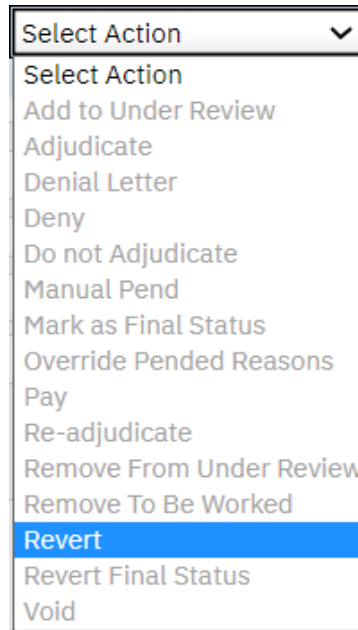 Select Action
Select Action
Add to Under Review
Adjudicate
Denial Letter
Deny
Do not Adjudicate
Manual Pend
Mark as Final Status
Override Pended Reasons
Pay
Re-adjudicate
Remove From Under Review
Remove To Be Worked
Revert
Revert Final Status
Void